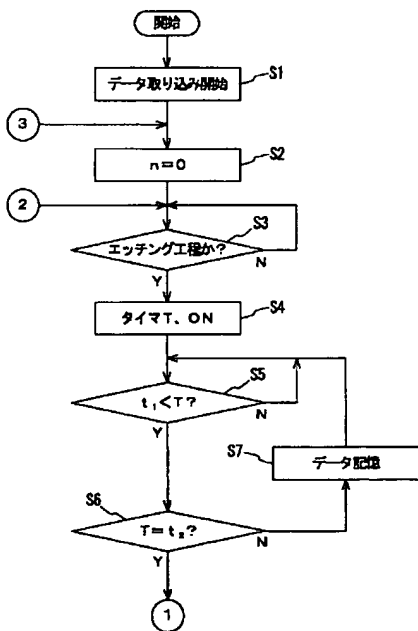 開始
データ取り込み開始
S1
3
n=0
S2
2
S3
エッチング工程か?
N
Y
タイマT、ON
S4
S5
t₁<T?
N
Y
S7
データ記憶
S6
T=t₂?
N
Y
1